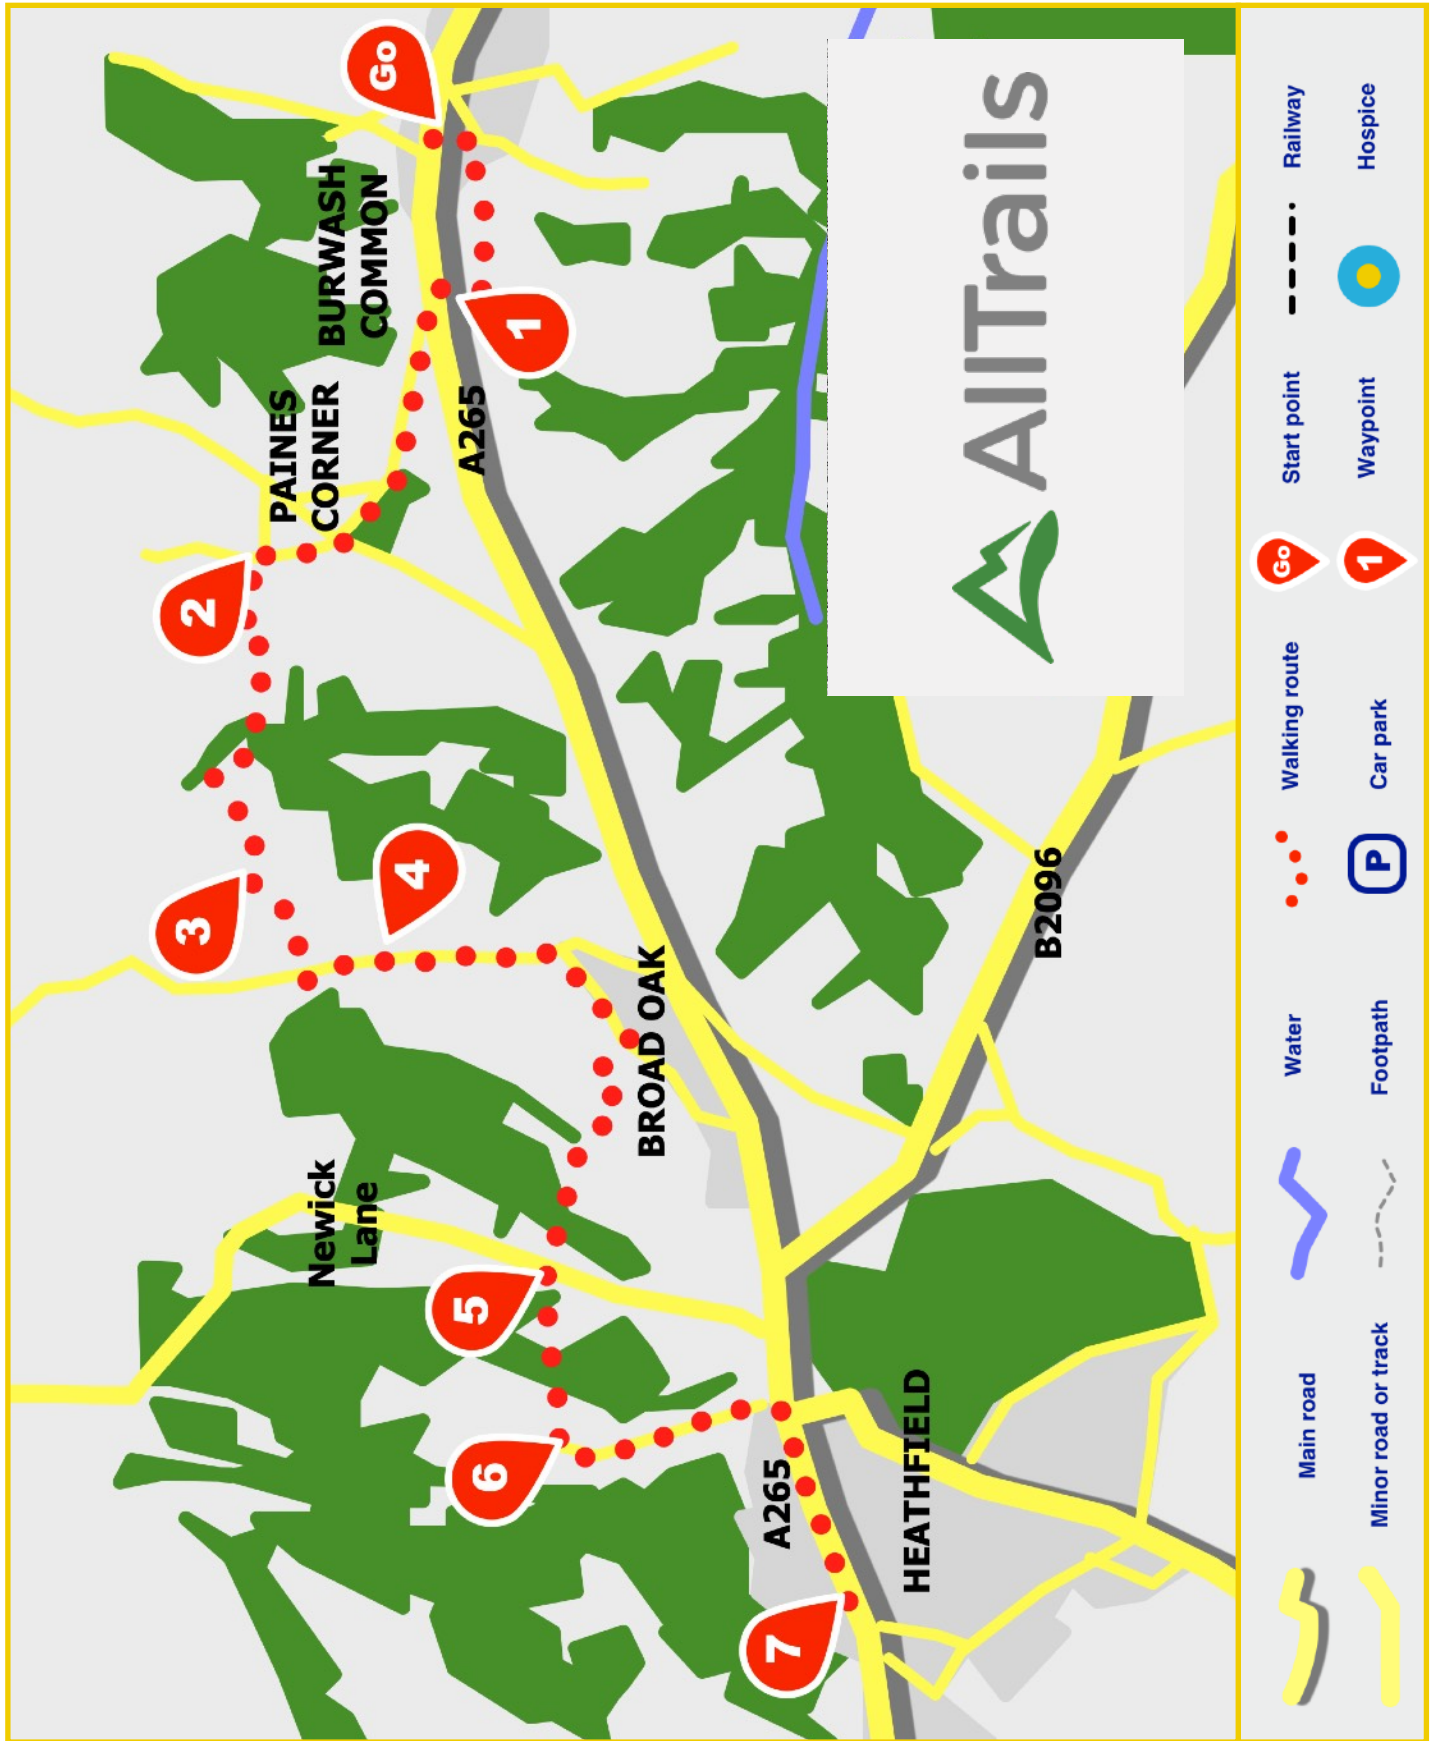 Go
BURWASH
COMMON
PAINES
CORNER
1
A265
2
3
4
BROAD OAK
Newick
Lane
5
6
A265
7
HEATHFIELD
B2096
AllTrails
Main road
Water
Walking route
Go
Start point
Railway
Minor road or track
Footpath
P
Car park
1
Waypoint
Hospice